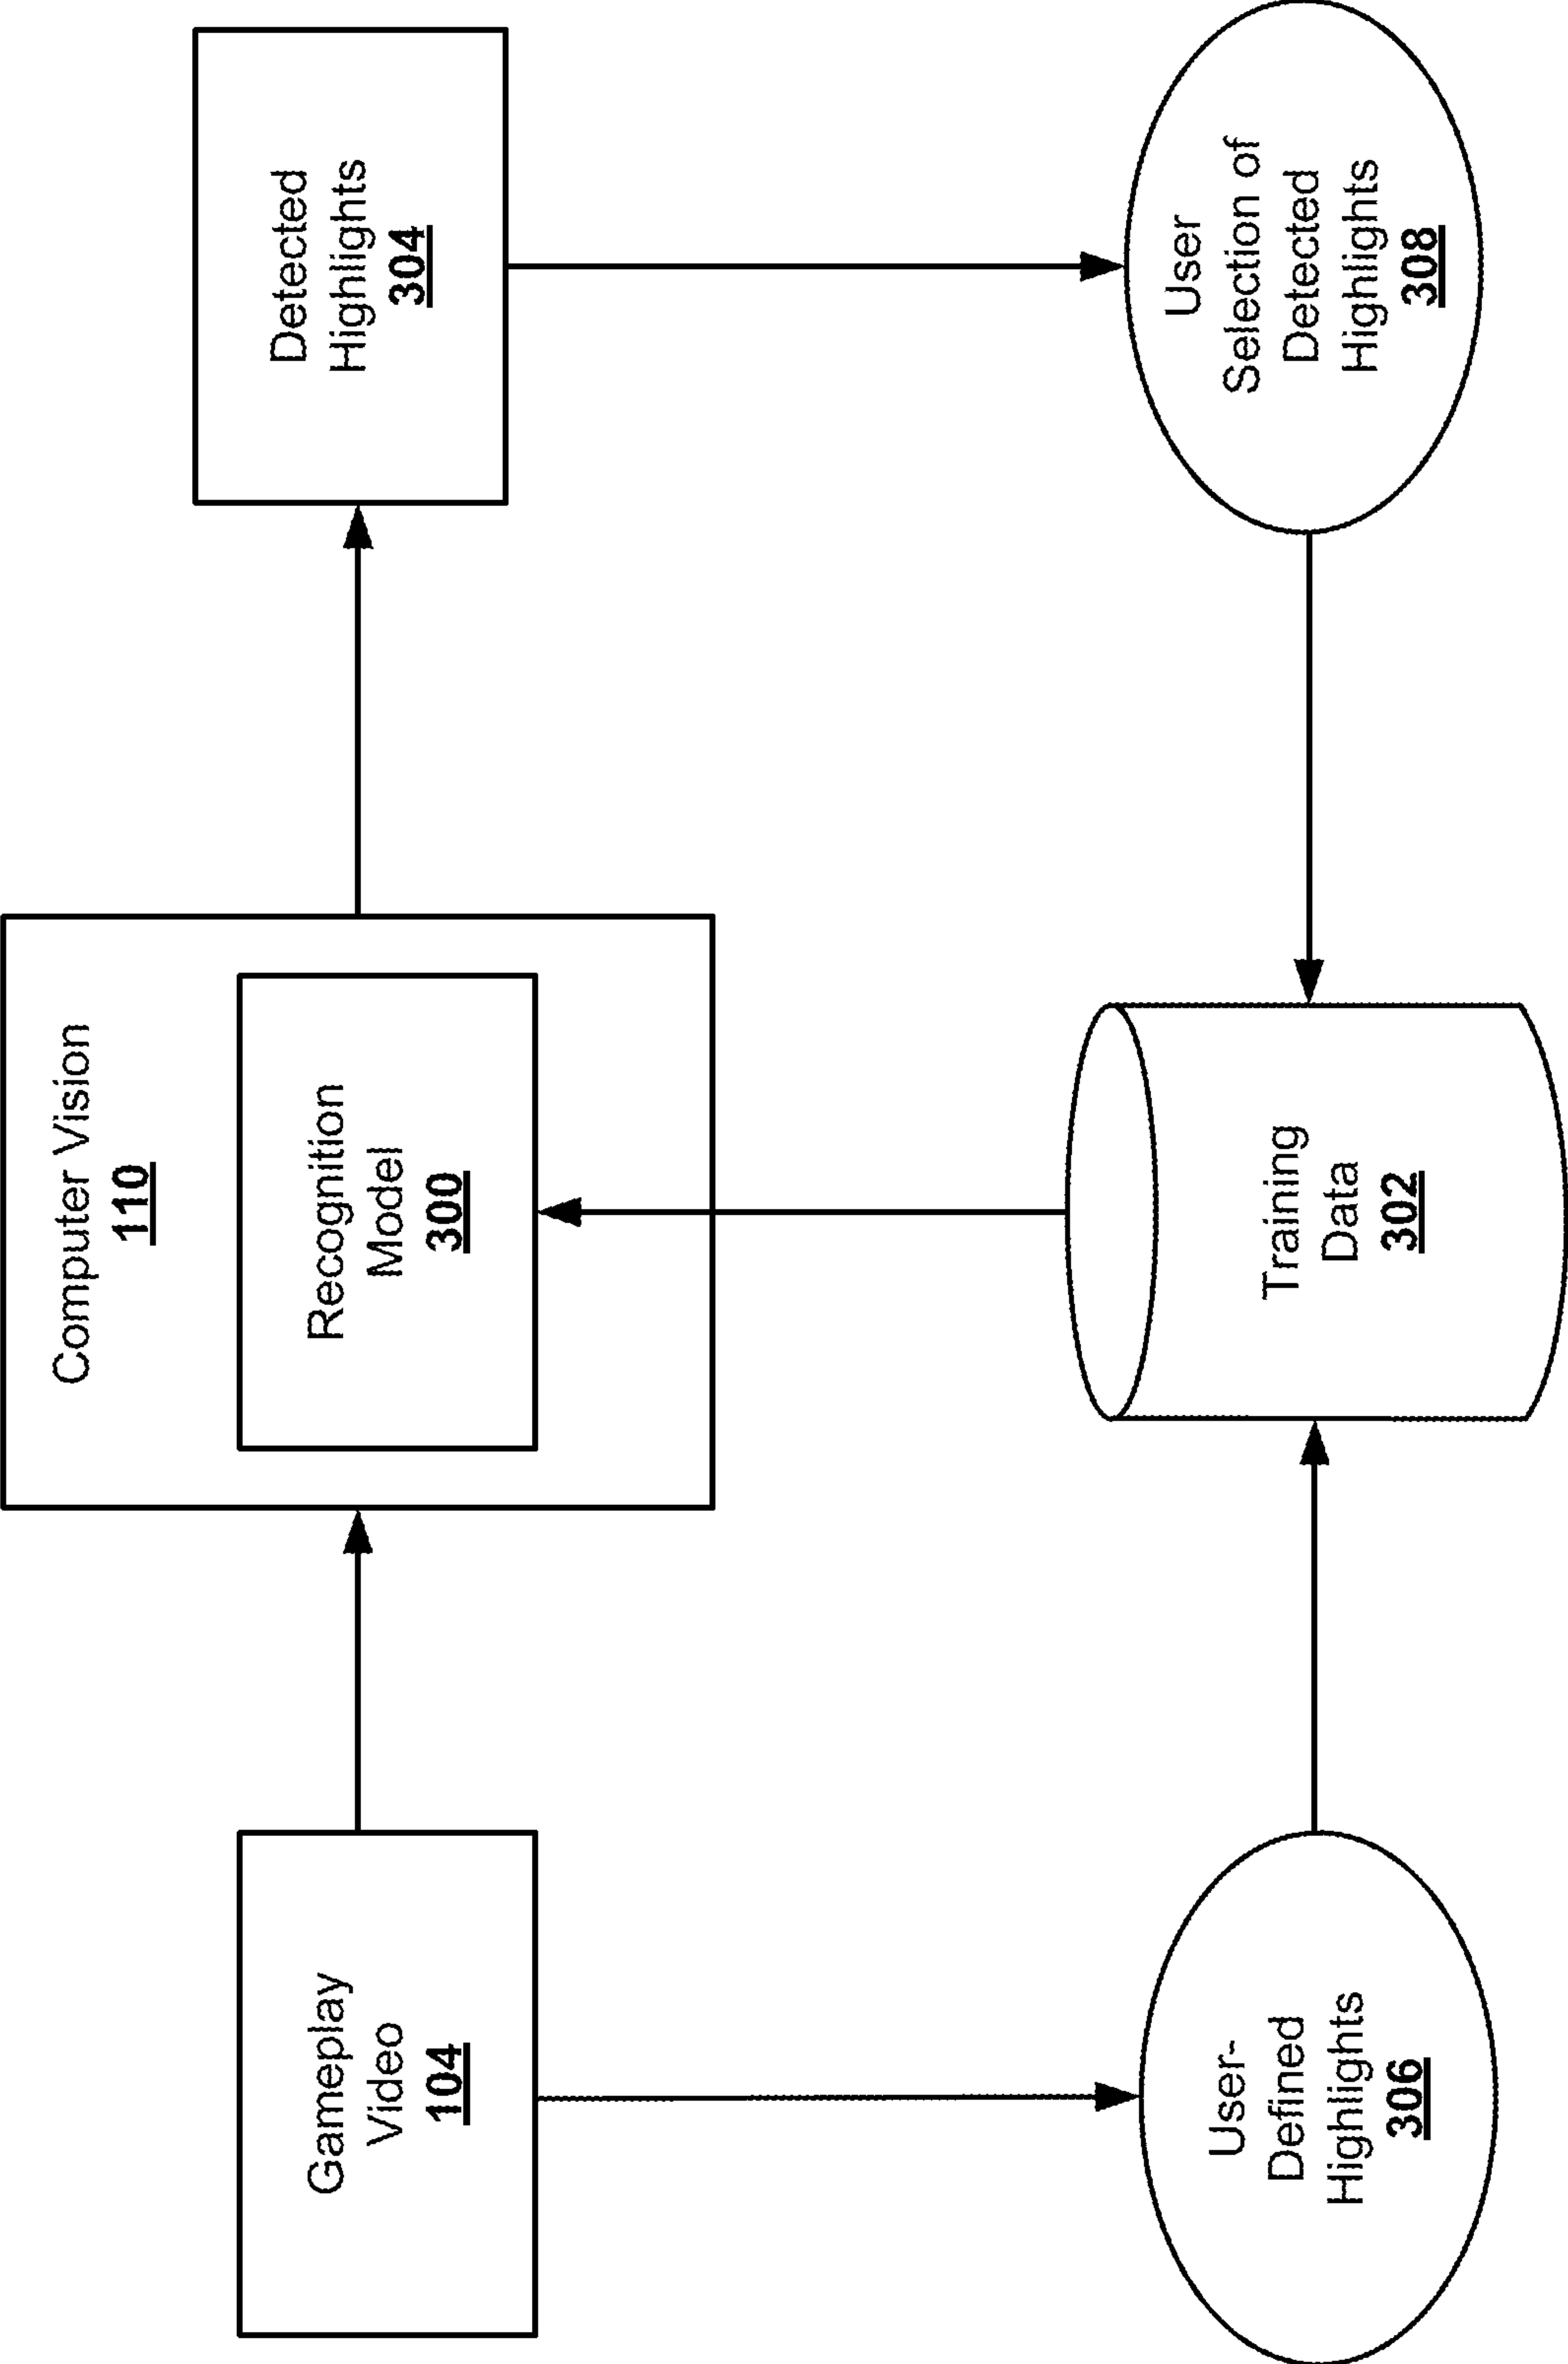 Gameplay
Video
104
Computer Vision
110
Recognition
Model
300
Detected
Highlights
304
User-
Defined
Highlights
306
Training
Data
302
User
Selection of
Detected
Highlights
308